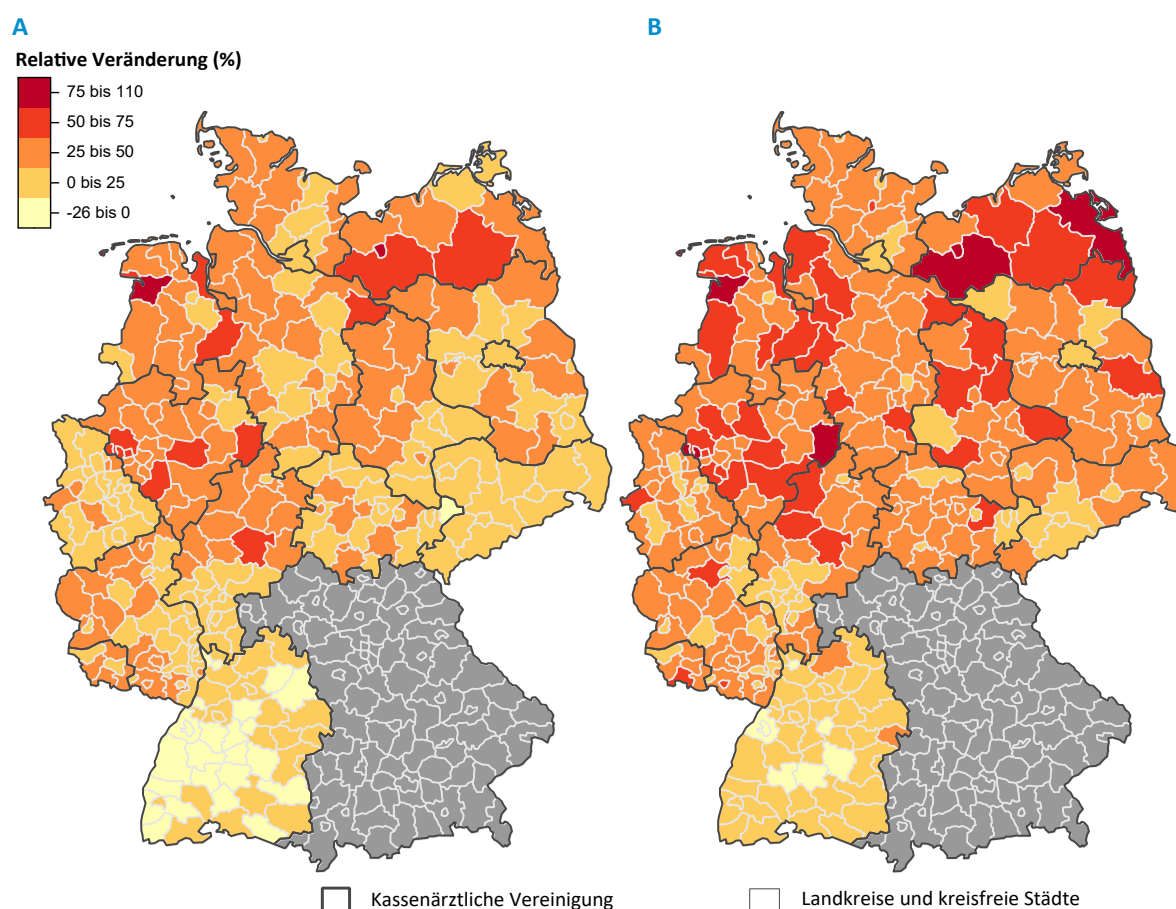 A
B
Relative Veränderung (%)
75 bis 110
50 bis 75
25 bis 50
0 bis 25
-26 bis 0
Kassenärztliche Vereinigung
Landkreise und kreisfreie Städte